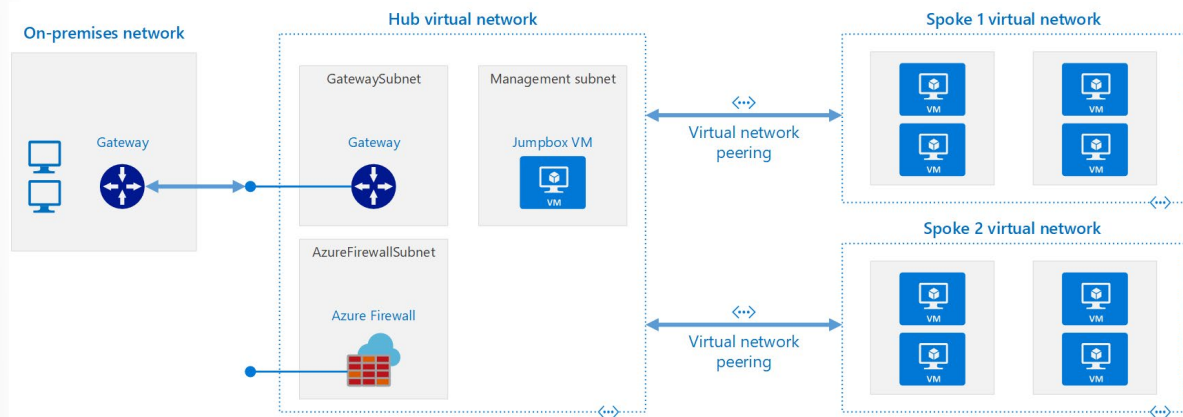 On-premises network
Gateway
Hub virtual network
GatewaySubnet
Gateway
Management subnet
Jumpbox VM
VM
AzureFirewallSubnet
Azure Firewall
Virtual network
peering
Virtual network
peering
Spoke 1 virtual network
VM
VM
VM
VM
Spoke 2 virtual network
VM
VM
VM
VM